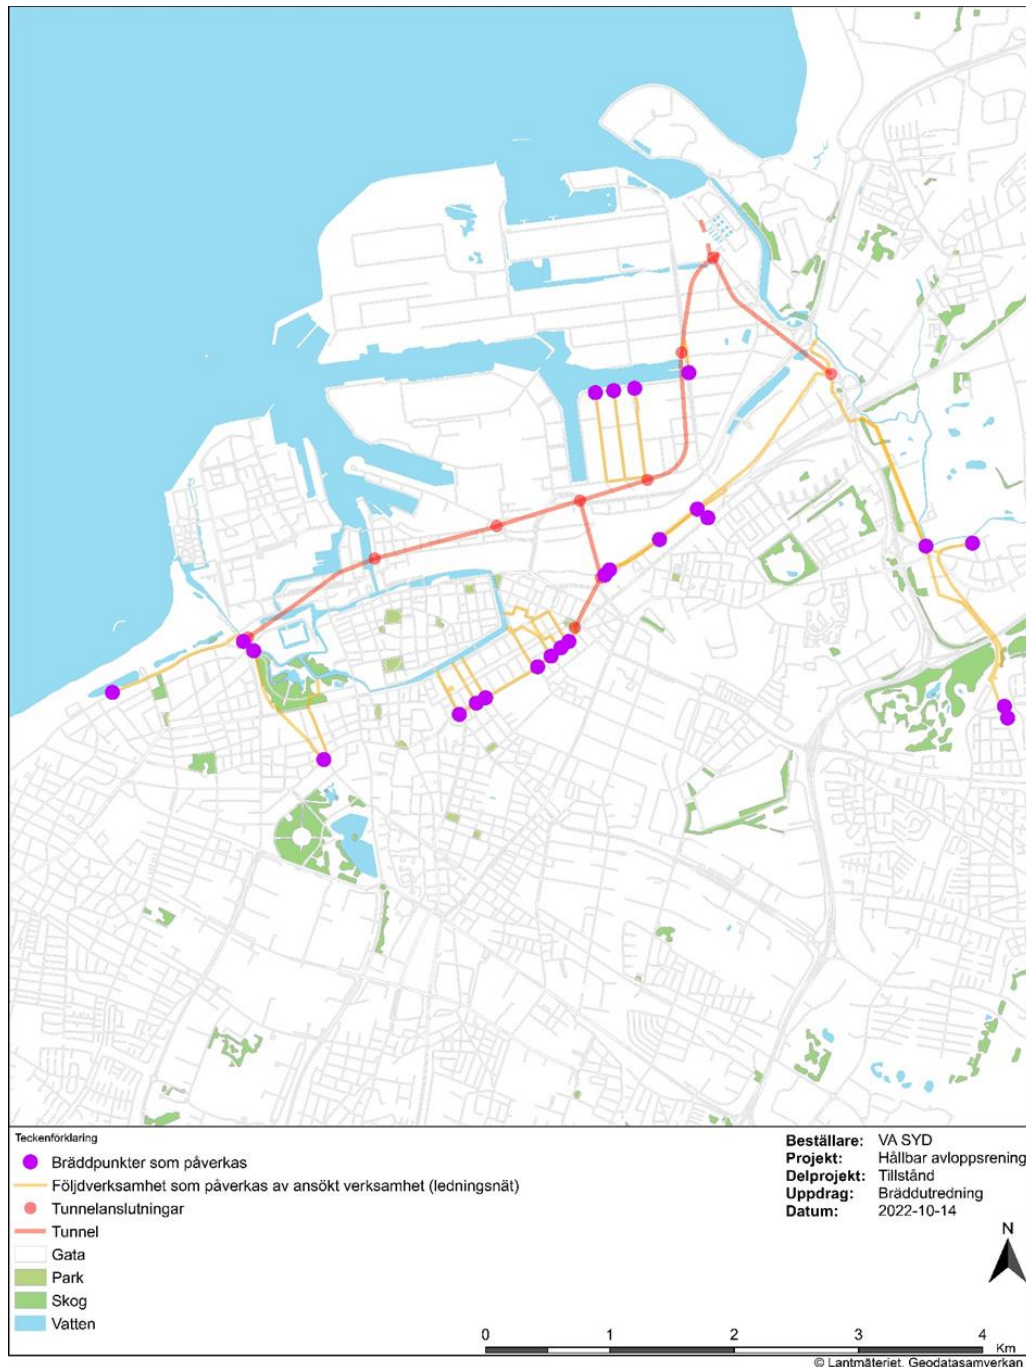 Teckenförklaring
Bräddpunkter som påverkas
Följdverksamhet som påverkas av ansökt verksamhet (ledningsnät)
Tunnelanslutningar
Tunnel
Gata
Park
Skog
Vatten
Beställare: VA SYD
Projekt: Hållbar avloppsrening
Delprojekt: Tillstånd
Uppdrag: Bräddutredning
Datum: 2022-10-14
N
0 1 2 3 4
Km
© Lantmäteriet, Geodatasamverkan